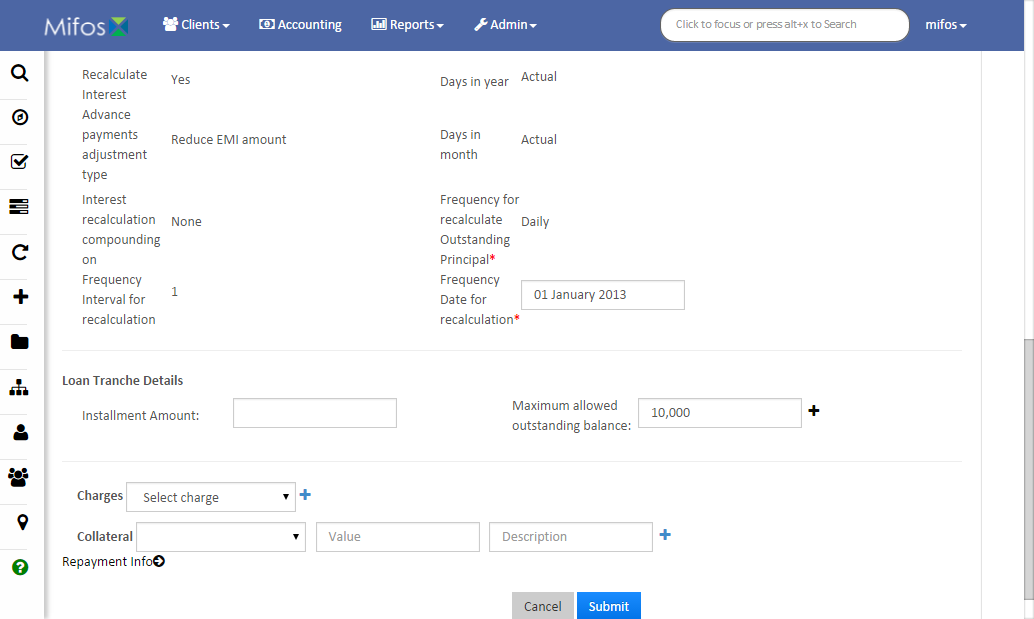 Mifos Clients Accounting Reports Admin Click to focus or press alt+x to Search mifos
Recalculate Interest Yes Days in year Actual
Advance payments adjustment type Reduce EMI amount Days in month Actual
Interest recalculation compounding on None Frequency for recalculate Outstanding Principal* Daily
Frequency Interval for recalculation 1 Frequency Date for recalculation* 01 January 2013
Loan Tranche Details
Installment Amount: Maximum allowed outstanding balance: 10,000
Charges Select charge
Collateral Value Description
Repayment Info
Cancel Submit